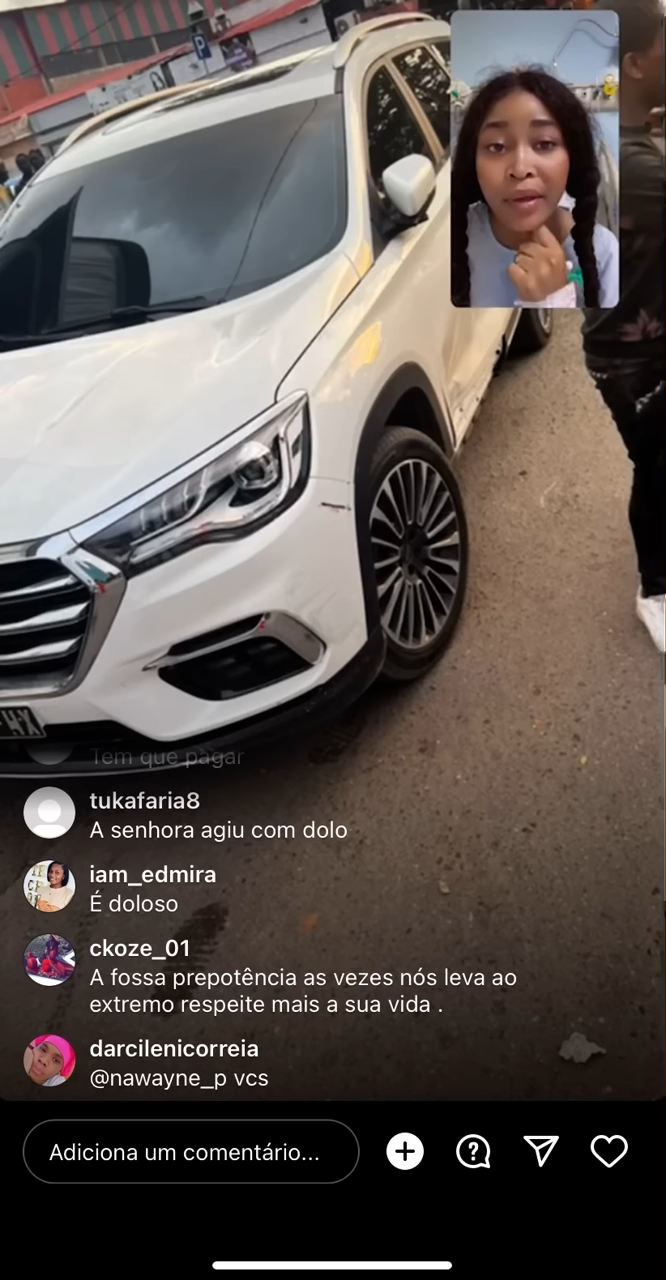 P
HX
Tem que pagar
tukafaria8
A senhora agiu com dolo
iam_edmira
É doloso
ckoze_01
A fossa prepotência as vezes nós leva ao
extremo respeite mais a sua vida .
darcilenicorreia
@nawayne_p vcs
Adiciona um comentário...